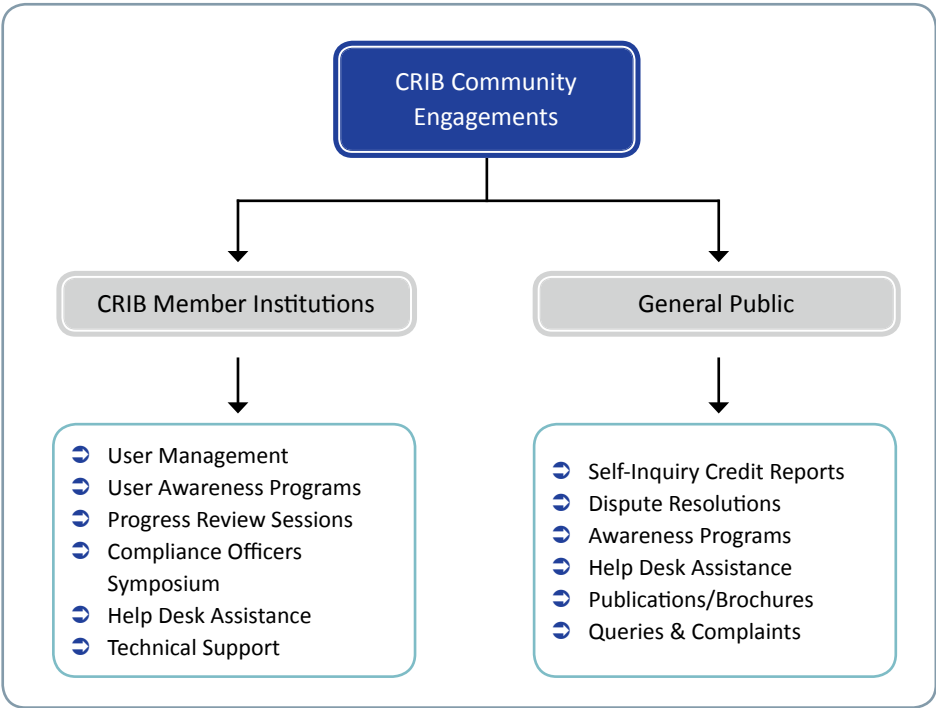 CRIB Community
Engagements
CRIB Member Institutions
General Public
User Management
User Awareness Programs
Progress Review Sessions
Compliance Officers
Symposium
Help Desk Assistance
Technical Support
Self-Inquiry Credit Reports
Dispute Resolutions
Awareness Programs
Help Desk Assistance
Publications/Brochures
Queries & Complaints